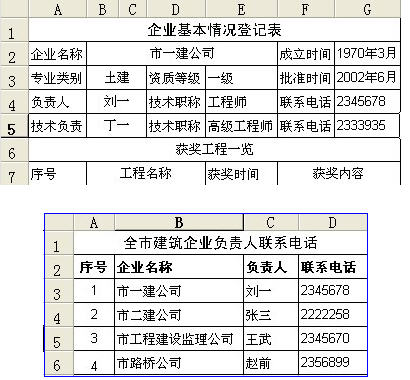 A B C D E F G
1 企业基本情况登记表
2 企业名称 市一建公司 成立时间 1970年3月
3 专业类别 土建 资质等级 一级 批准时间 2002年6月
4 负责人 刘一 技术职称 工程师 联系电话 2345678
5 技术负责 丁一 技术职称 高级工程师 联系电话 2333935
6 获奖工程一览
7 序号 工程名称 获奖时间 获奖内容
A B C D
1 全市建筑企业负责人联系电话
2 序号 企业名称 负责人 联系电话
3 1 市一建公司 刘一 2345678
4 2 市二建公司 张三 2222258
5 3 市工程建设监理公司 王武 2345670
6 4 市路桥公司 赵前 2356899